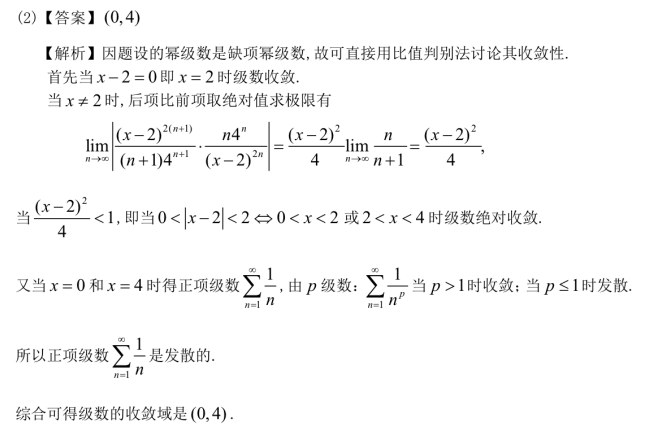 (2)【答案】(0,4)
【解析】因题设的幂级数是缺项幂级数,故可直接用比值判别法讨论其收敛性.
首先当 x−2=0 即 x=2 时级数收敛.
当 x≠2 时,后项比前项取绝对值求极限有
lim_{n→∞} |(x−2)^{2(n+1)}/((n+1)4^{n+1}) · n4^n/(x−2)^{2n}| = (x−2)^2/4 lim_{n→∞} n/(n+1) = (x−2)^2/4,
当 (x−2)^2/4 <1,即当 0<|x−2|<2 ⇔ 0<x<2 或 2<x<4 时级数绝对收敛.
又当 x=0 和 x=4 时得正项级数 ∑_{n=1}^{∞} 1/n,由 p 级数:∑_{n=1}^{∞} 1/n^p 当 p>1 时收敛;当 p≤1 时发散.
所以正项级数 ∑_{n=1}^{∞} 1/n 是发散的.
综合可得级数的收敛域是 (0,4).